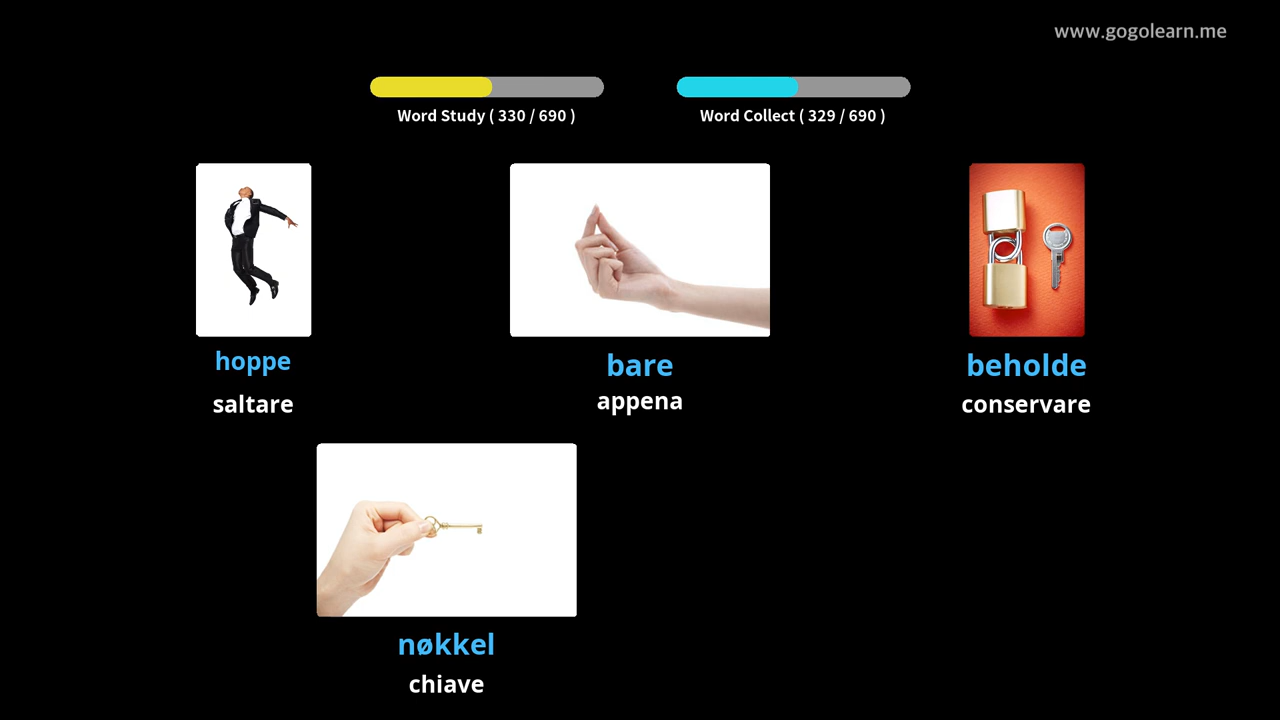 www.gogolearn.me
Word Study ( 330 / 690 )
Word Collect ( 329 / 690 )
hoppe
saltare
bare
appena
beholde
conservare
nøkkel
chiave